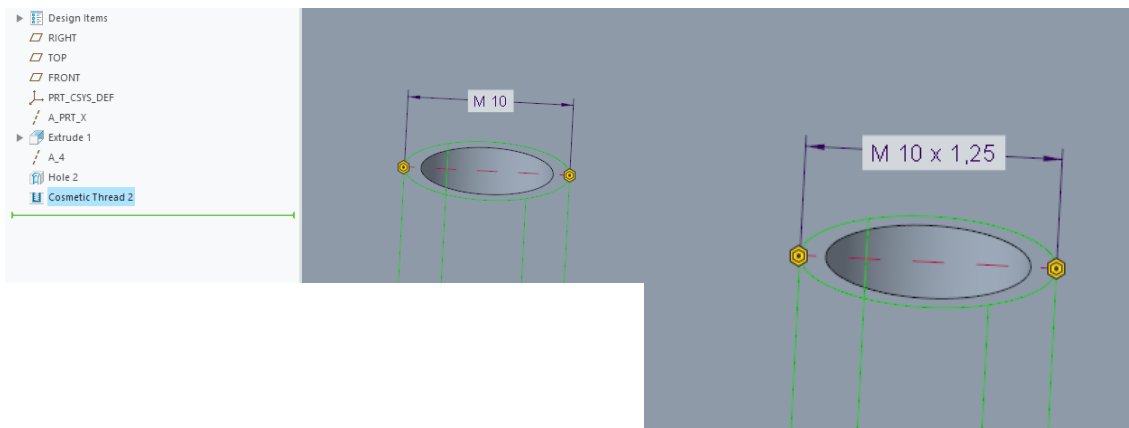 Design Items
RIGHT
TOP
FRONT
PRT_CSYS_DEF
A_PRT_X
Extrude 1
A_4
Hole 2
Cosmetic Thread 2
M 10
M 10 x 1,25